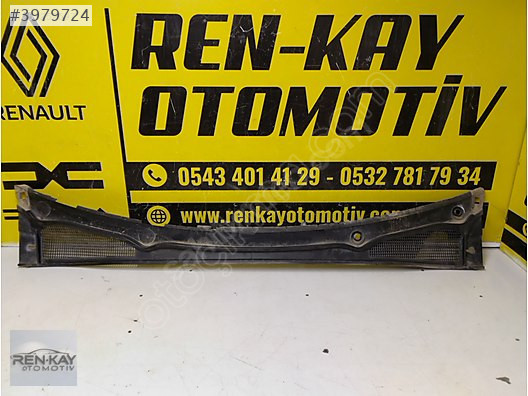 #3979724
REN-KAY
OTOMOTİV
RENAULT
0543 401 41 29 - 0532 781 79 34
www.renkayotomotiv.com
REN-KAY
OTOMOTİV